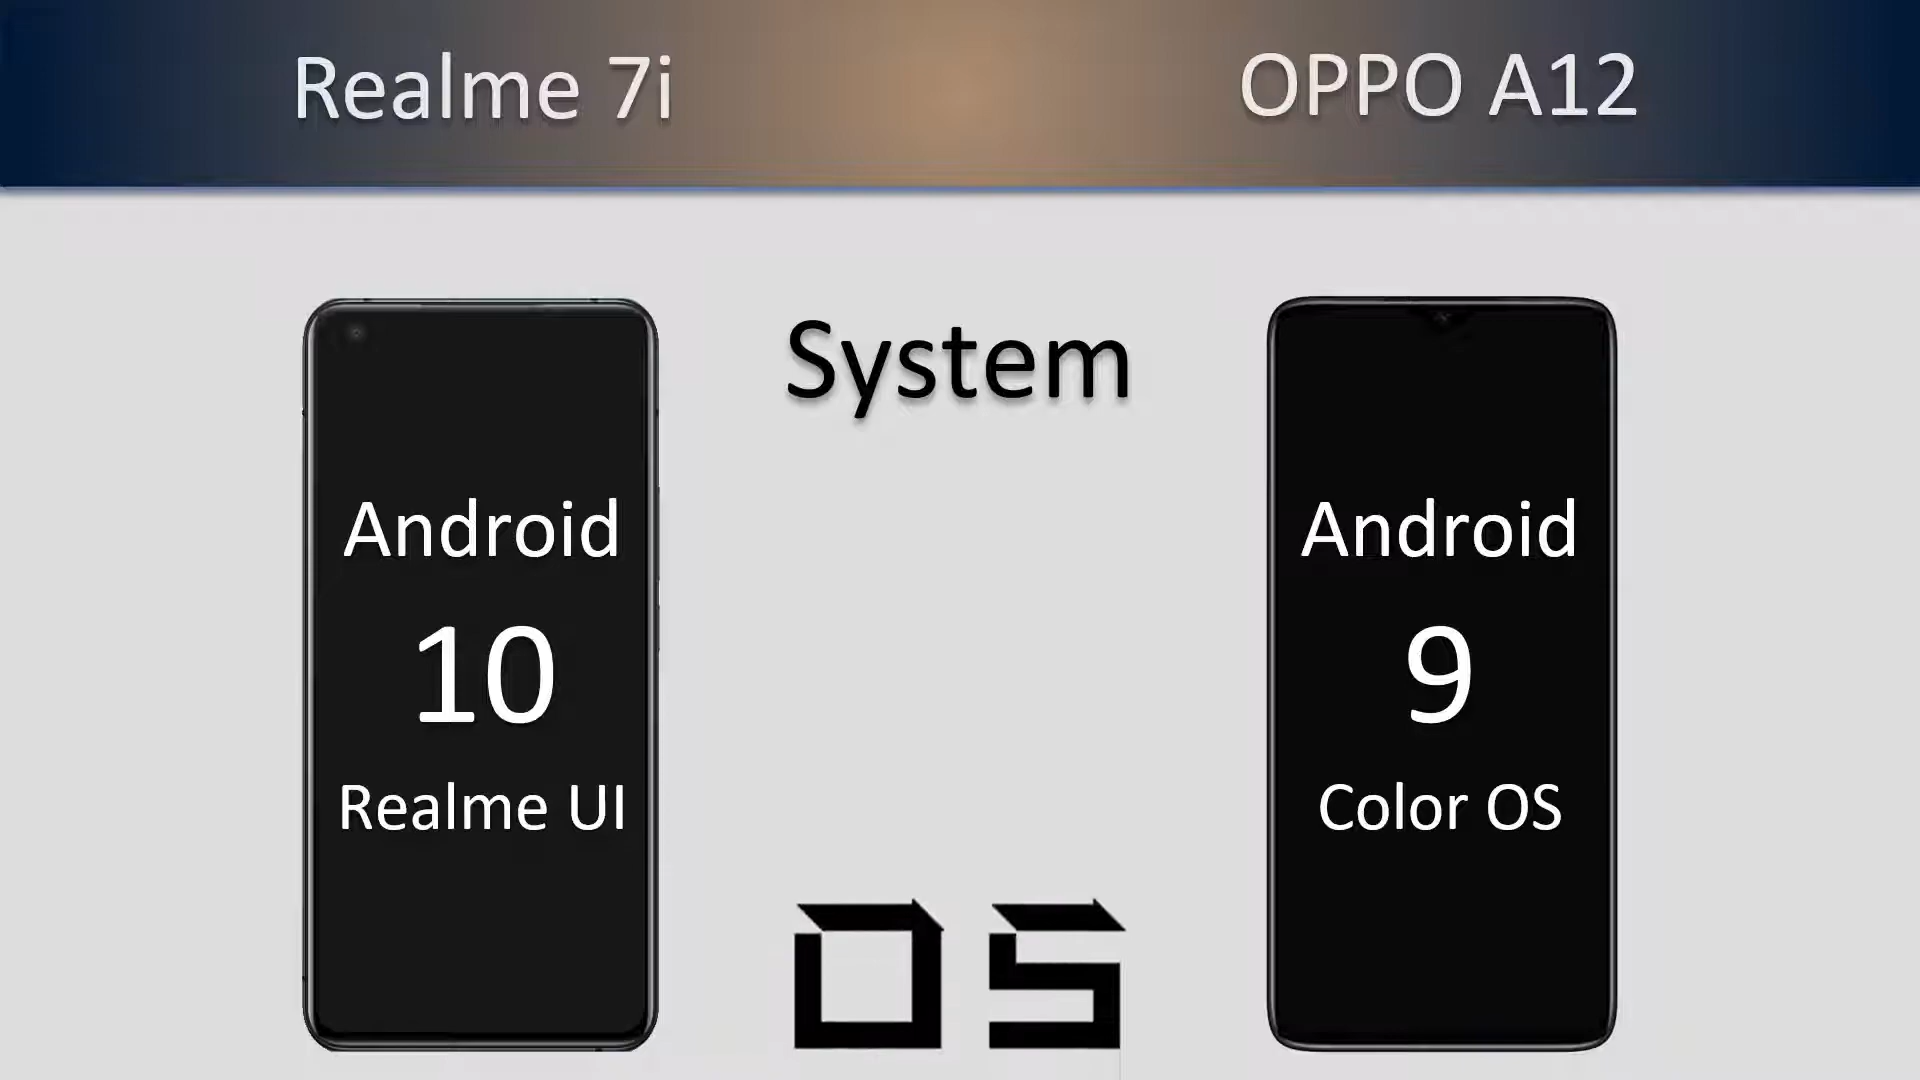 Realme 7i
OPPO A12
System
Android
10
Realme UI
Android
9
Color OS
OS